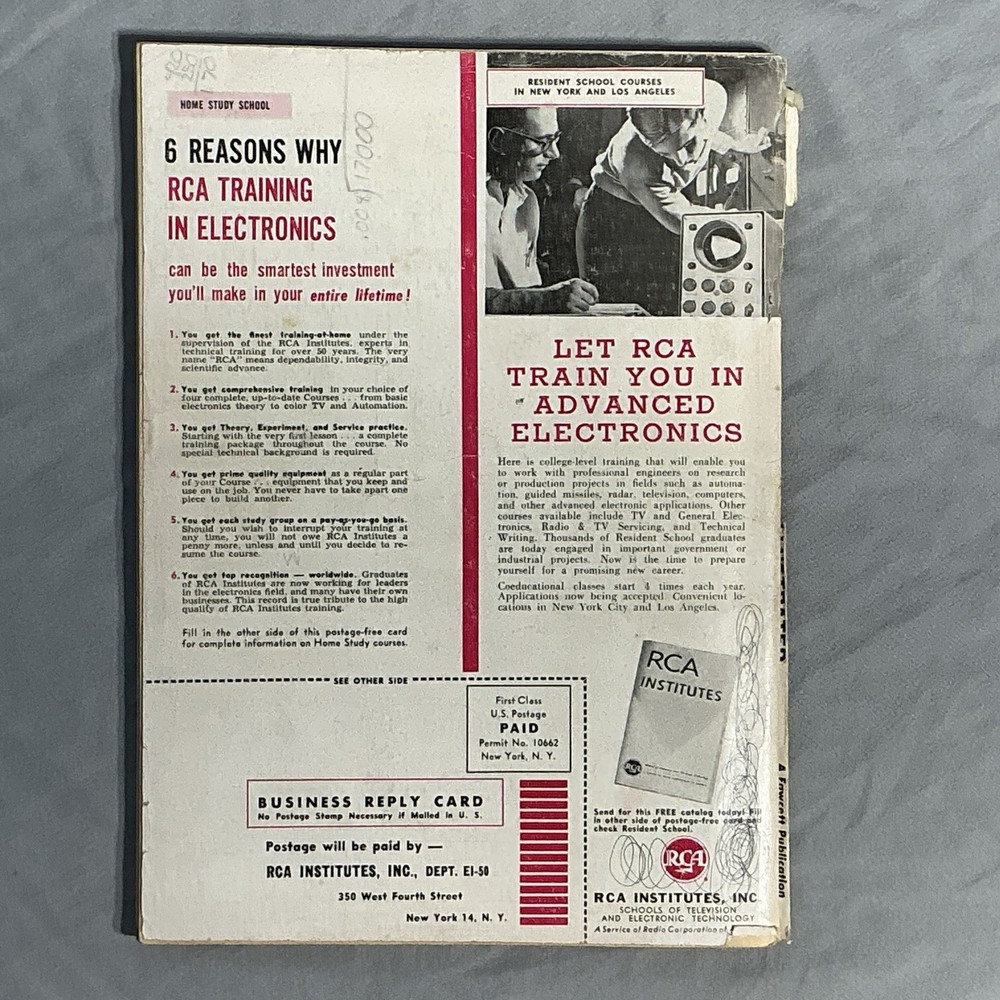 HOME STUDY SCHOOL
6 REASONS WHY
RCA TRAINING
IN ELECTRONICS
can be the smartest investment
you'll make in your entire lifetime!
1. You get the finest training-at-home under the
supervision of the RCA Institutes, experts in
technical training for over 50 years. The very
name "RCA" means dependability, integrity, and
scientific advance.
2. You get comprehensive training in your choice of
four complete, up-to-date Courses . . . from basic
electronics theory to color TV and Automation.
3. You get Theory, Experiment, and Service practice.
Starting with the very first lesson . . . a complete
training package throughout the course. No
special technical background is required.
4. You get prime quality equipment as a regular part
of your Course . . . equipment that you keep and
use on the job. You never have to take apart one
piece to build another.
5. You get each study group on a pay-as-you-go basis.
Should you wish to interrupt your training at
any time, you will not owe RCA Institutes a
penny more, unless and until you decide to re-
sume the course.
6. You get top recognition — worldwide. Graduates
of RCA Institutes are now working for leaders
in the electronics field, and many have their own
businesses. This record is true tribute to the high
quality of RCA Institutes training.
Fill in the other side of this postage-free card
for complete information on Home Study courses.
.008 17000
RESIDENT SCHOOL COURSES
IN NEW YORK AND LOS ANGELES
LET RCA
TRAIN YOU IN
ADVANCED
ELECTRONICS
Here is college-level training that will enable you
to work with professional engineers on research
or production projects in fields such as automa-
tion, guided missiles, radar, television, computers,
and other advanced electronic applications. Other
courses available include TV and General Elec-
tronics, Radio & TV Servicing, and Technical
Writing. Thousands of Resident School graduates
are today engaged in important government or
industrial projects. Now is the time to prepare
yourself for a promising new career.
Coeducational classes start 4 times each year.
Applications now being accepted. Convenient lo-
cations in New York City and Los Angeles.
RCA
INSTITUTES
RCA
Send for this FREE catalog today! Fill
in other side of postage-free card and
check Resident School.
RCA
RCA INSTITUTES, INC.
SCHOOLS OF TELEVISION
AND ELECTRONIC TECHNOLOGY
A Service of Radio Corporation of
SEE OTHER SIDE
First Class
U.S. Postage
PAID
Permit No. 10662
New York, N. Y.
BUSINESS REPLY CARD
No Postage Stamp Necessary if Mailed in U. S.
Postage will be paid by —
RCA INSTITUTES, INC., DEPT. EI-50
350 West Fourth Street
New York 14, N. Y.
A Fawcett Publication